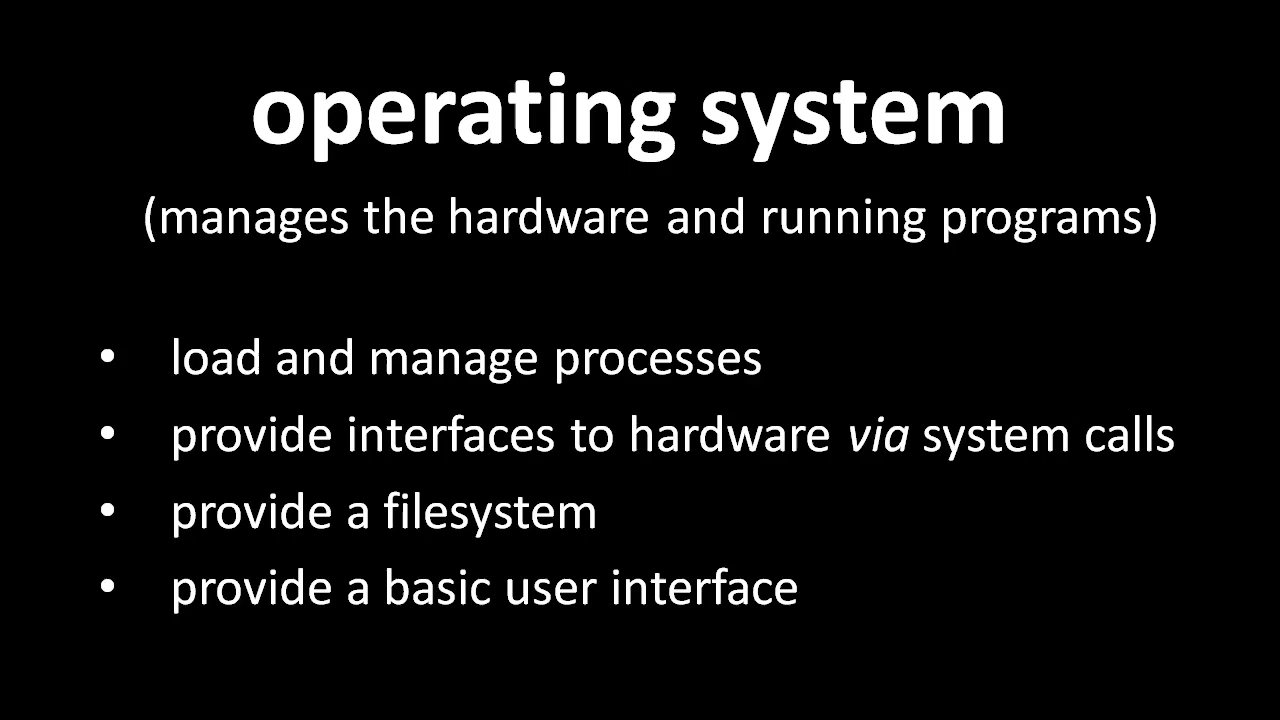 operating system
(manages the hardware and running programs)
• load and manage processes
• provide interfaces to hardware via system calls
• provide a filesystem
• provide a basic user interface